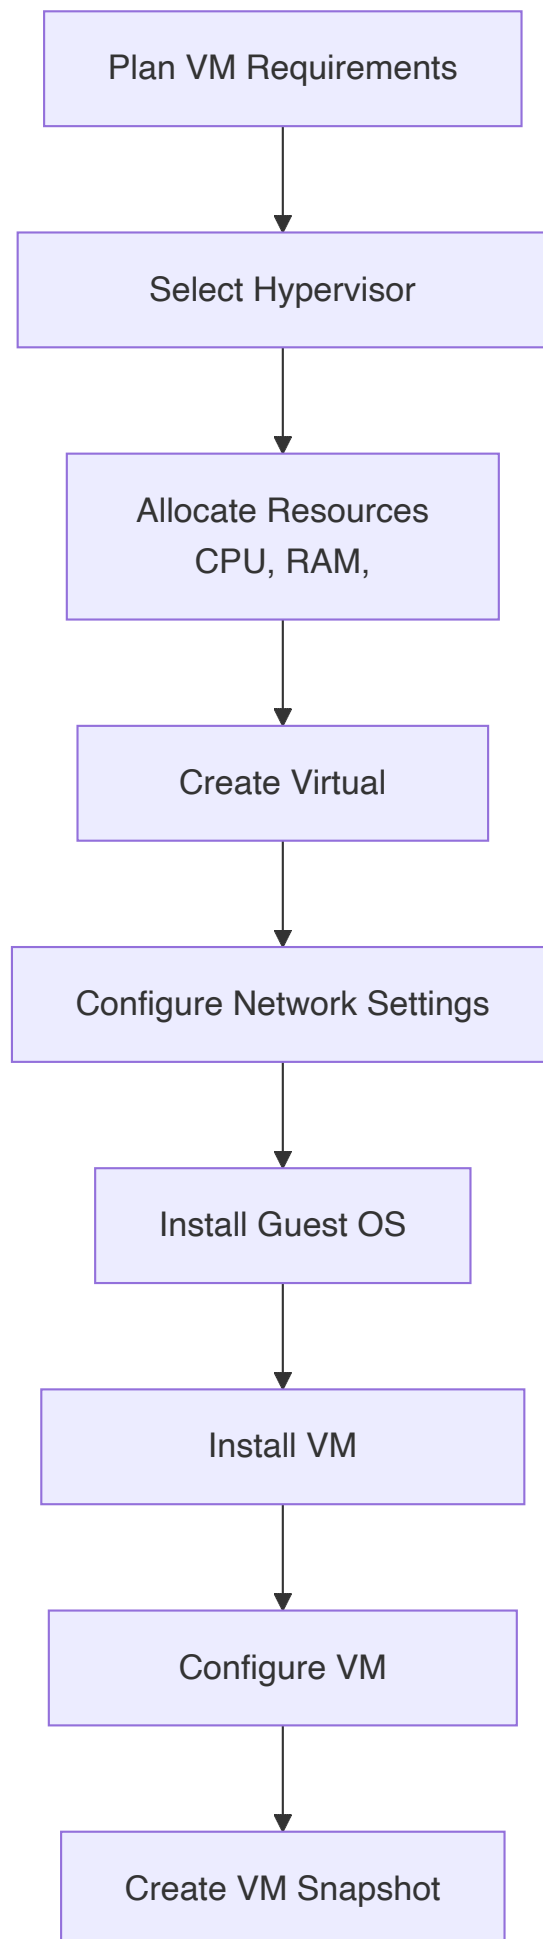 Plan VM Requirements
Select Hypervisor
Allocate Resources
CPU, RAM,
Create Virtual
Configure Network Settings
Install Guest OS
Install VM
Configure VM
Create VM Snapshot